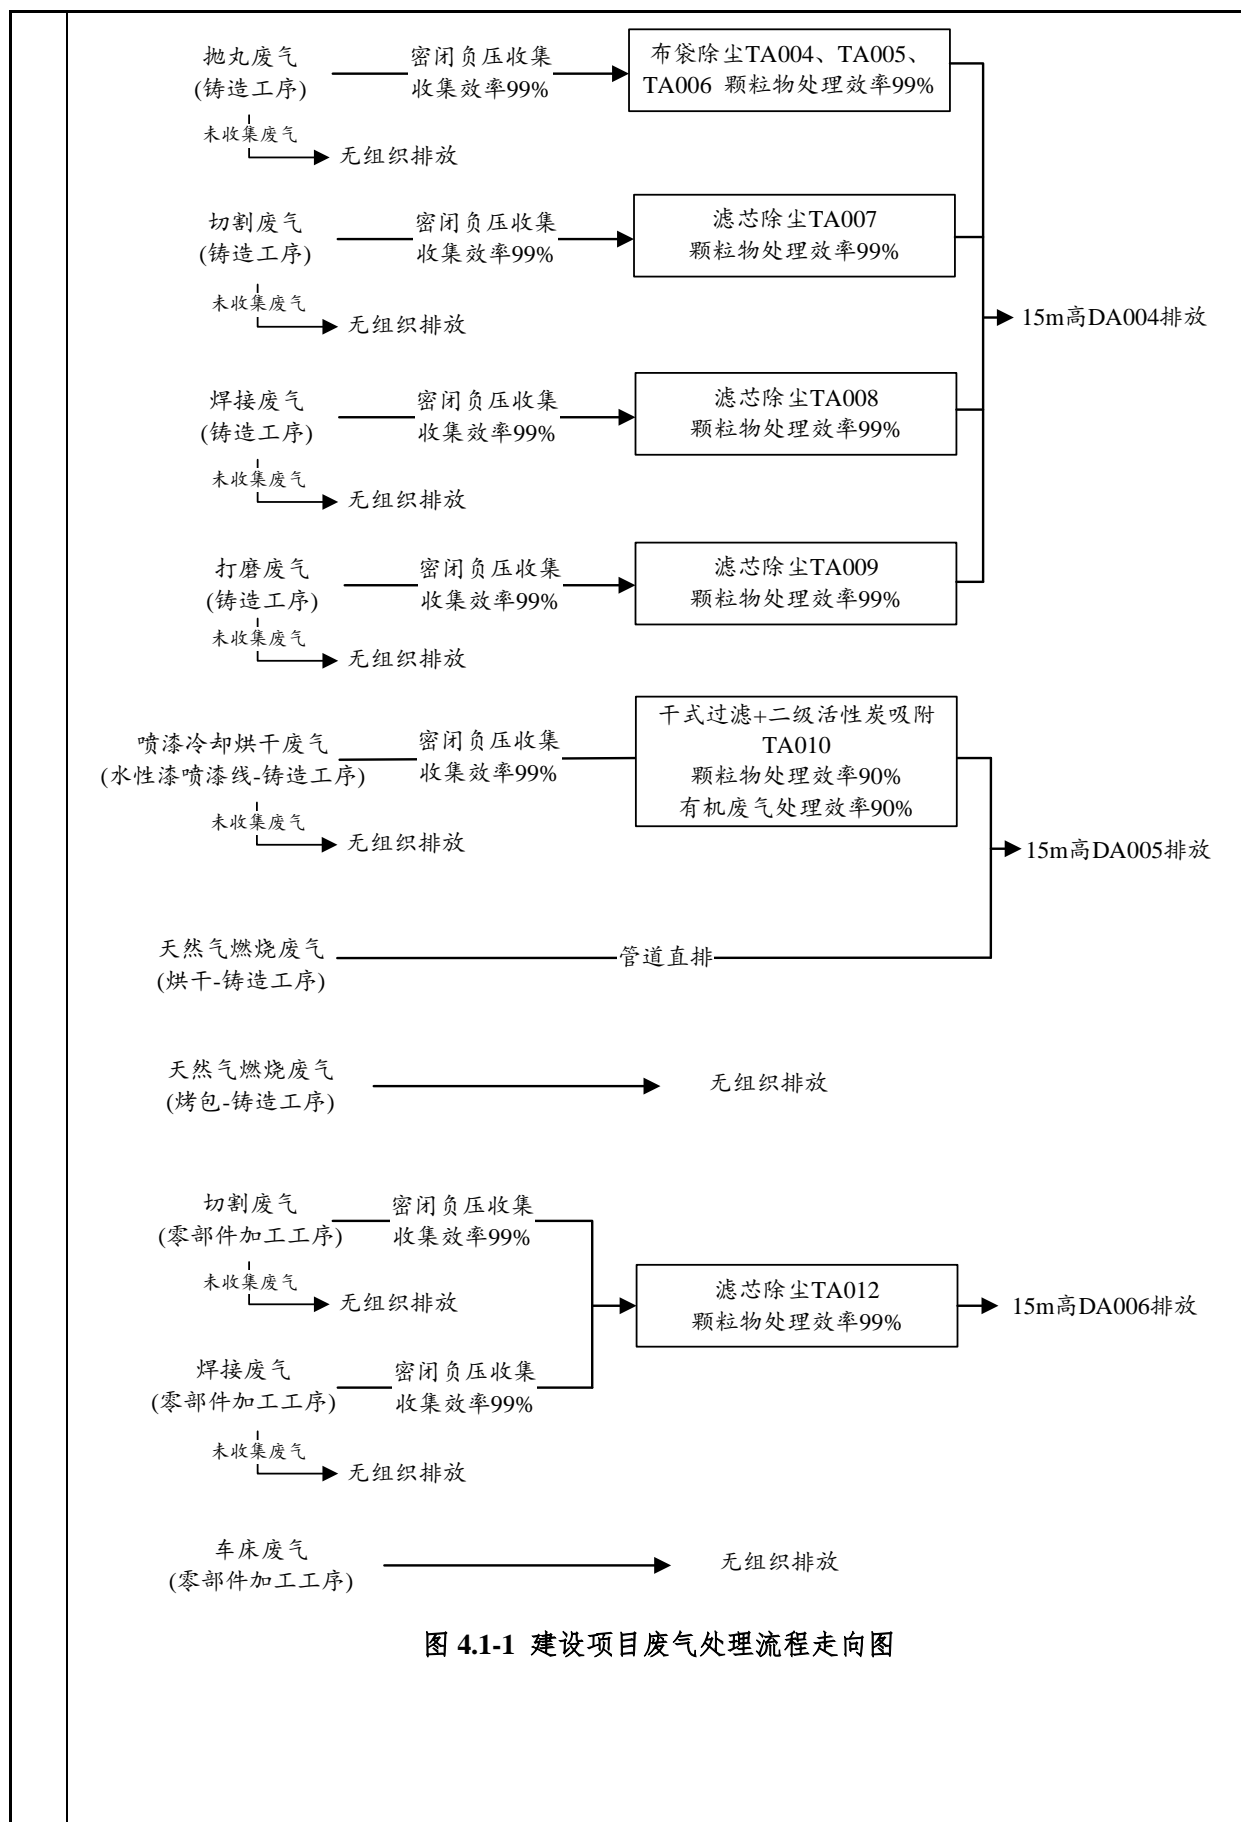 抛丸废气
(铸造工序)
密闭负压收集
收集效率99%
布袋除尘TA004、TA005、
TA006 颗粒物处理效率99%
未收集废气
无组织排放
切割废气
(铸造工序)
密闭负压收集
收集效率99%
滤芯除尘TA007
颗粒物处理效率99%
未收集废气
无组织排放
15m高DA004排放
焊接废气
(铸造工序)
密闭负压收集
收集效率99%
滤芯除尘TA008
颗粒物处理效率99%
未收集废气
无组织排放
打磨废气
(铸造工序)
密闭负压收集
收集效率99%
滤芯除尘TA009
颗粒物处理效率99%
未收集废气
无组织排放
喷漆冷却烘干废气
(水性漆喷漆线-铸造工序)
密闭负压收集
收集效率99%
干式过滤+二级活性炭吸附
TA010
颗粒物处理效率90%
有机废气处理效率90%
未收集废气
无组织排放
15m高DA005排放
天然气燃烧废气
(烘干-铸造工序)
管道直排
天然气燃烧废气
(烤包-铸造工序)
无组织排放
切割废气
(零部件加工工序)
密闭负压收集
收集效率99%
未收集废气
无组织排放
滤芯除尘TA012
颗粒物处理效率99%
15m高DA006排放
焊接废气
(零部件加工工序)
密闭负压收集
收集效率99%
未收集废气
无组织排放
车床废气
(零部件加工工序)
无组织排放
图 4.1-1 建设项目废气处理流程走向图